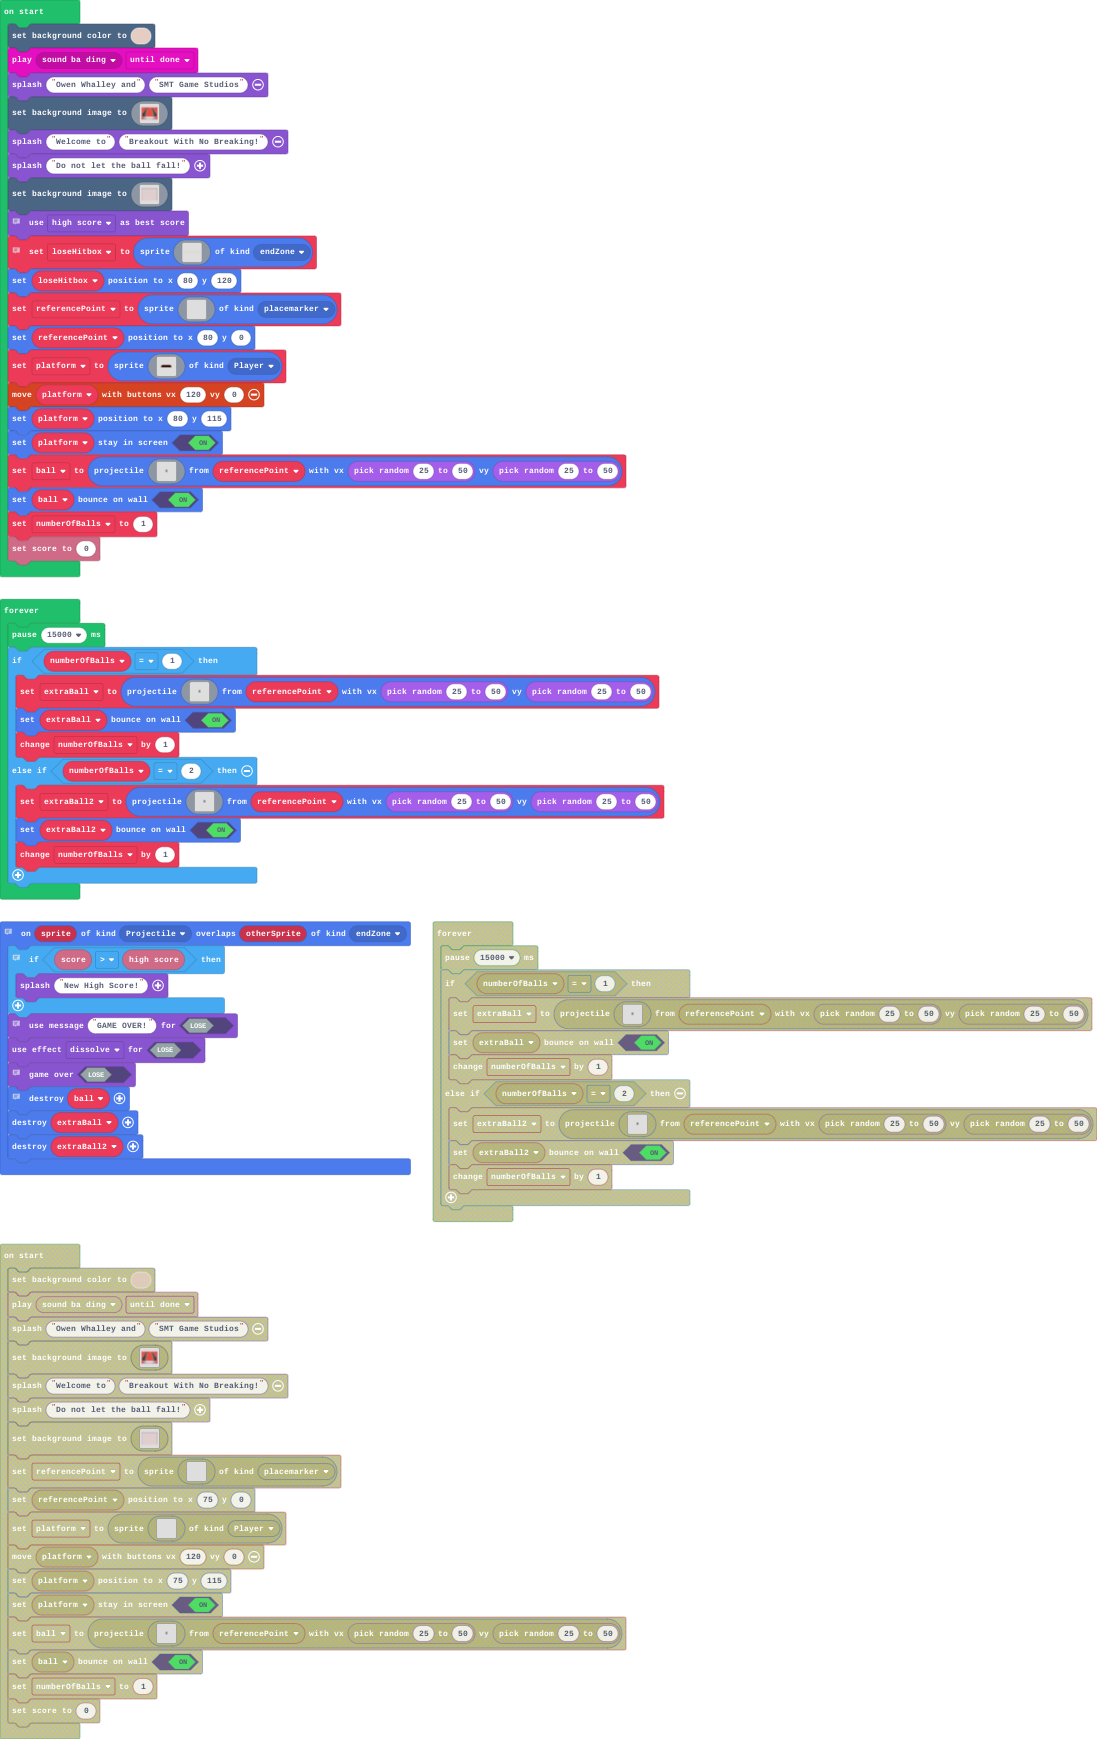 on start
set background color to
play sound ba ding until done
splash "Owen Whalley and" "SMT Game Studios"
set background image to
splash "Welcome to" "Breakout With No Breaking!"
splash "Do not let the ball fall!"
set background image to
use high score as best score
set loseHitbox to sprite of kind endZone
set loseHitbox position to x 80 y 120
set referencePoint to sprite of kind placemarker
set referencePoint position to x 80 y 0
set platform to sprite of kind Player
move platform with buttons vx 120 vy 0
set platform position to x 80 y 115
set platform stay in screen ON
set ball to projectile from referencePoint with vx pick random 25 to 50 vy pick random 25 to 50
set ball bounce on wall ON
set numberOfBalls to 1
set score to 0
forever
pause 15000 ms
if numberOfBalls = 1 then
set extraBall to projectile from referencePoint with vx pick random 25 to 50 vy pick random 25 to 50
set extraBall bounce on wall ON
change numberOfBalls by 1
else if numberOfBalls = 2 then
set extraBall2 to projectile from referencePoint with vx pick random 25 to 50 vy pick random 25 to 50
set extraBall2 bounce on wall ON
change numberOfBalls by 1
on sprite of kind Projectile overlaps otherSprite of kind endZone
if score > high score then
splash "New High Score!"
use message "GAME OVER!" for LOSE
use effect dissolve for LOSE
game over LOSE
destroy ball
destroy extraBall
destroy extraBall2
forever
pause 15000 ms
if numberOfBalls = 1 then
set extraBall to projectile from referencePoint with vx pick random 25 to 50 vy pick random 25 to 50
set extraBall bounce on wall ON
change numberOfBalls by 1
else if numberOfBalls = 2 then
set extraBall2 to projectile from referencePoint with vx pick random 25 to 50 vy pick random 25 to 50
set extraBall2 bounce on wall ON
change numberOfBalls by 1
on start
set background color to
play sound ba ding until done
splash "Owen Whalley and" "SMT Game Studios"
set background image to
splash "Welcome to" "Breakout With No Breaking!"
splash "Do not let the ball fall!"
set background image to
set referencePoint to sprite of kind placemarker
set referencePoint position to x 75 y 0
set platform to sprite of kind Player
move platform with buttons vx 120 vy 0
set platform position to x 75 y 115
set platform stay in screen ON
set ball to projectile from referencePoint with vx pick random 25 to 50 vy pick random 25 to 50
set ball bounce on wall ON
set numberOfBalls to 1
set score to 0